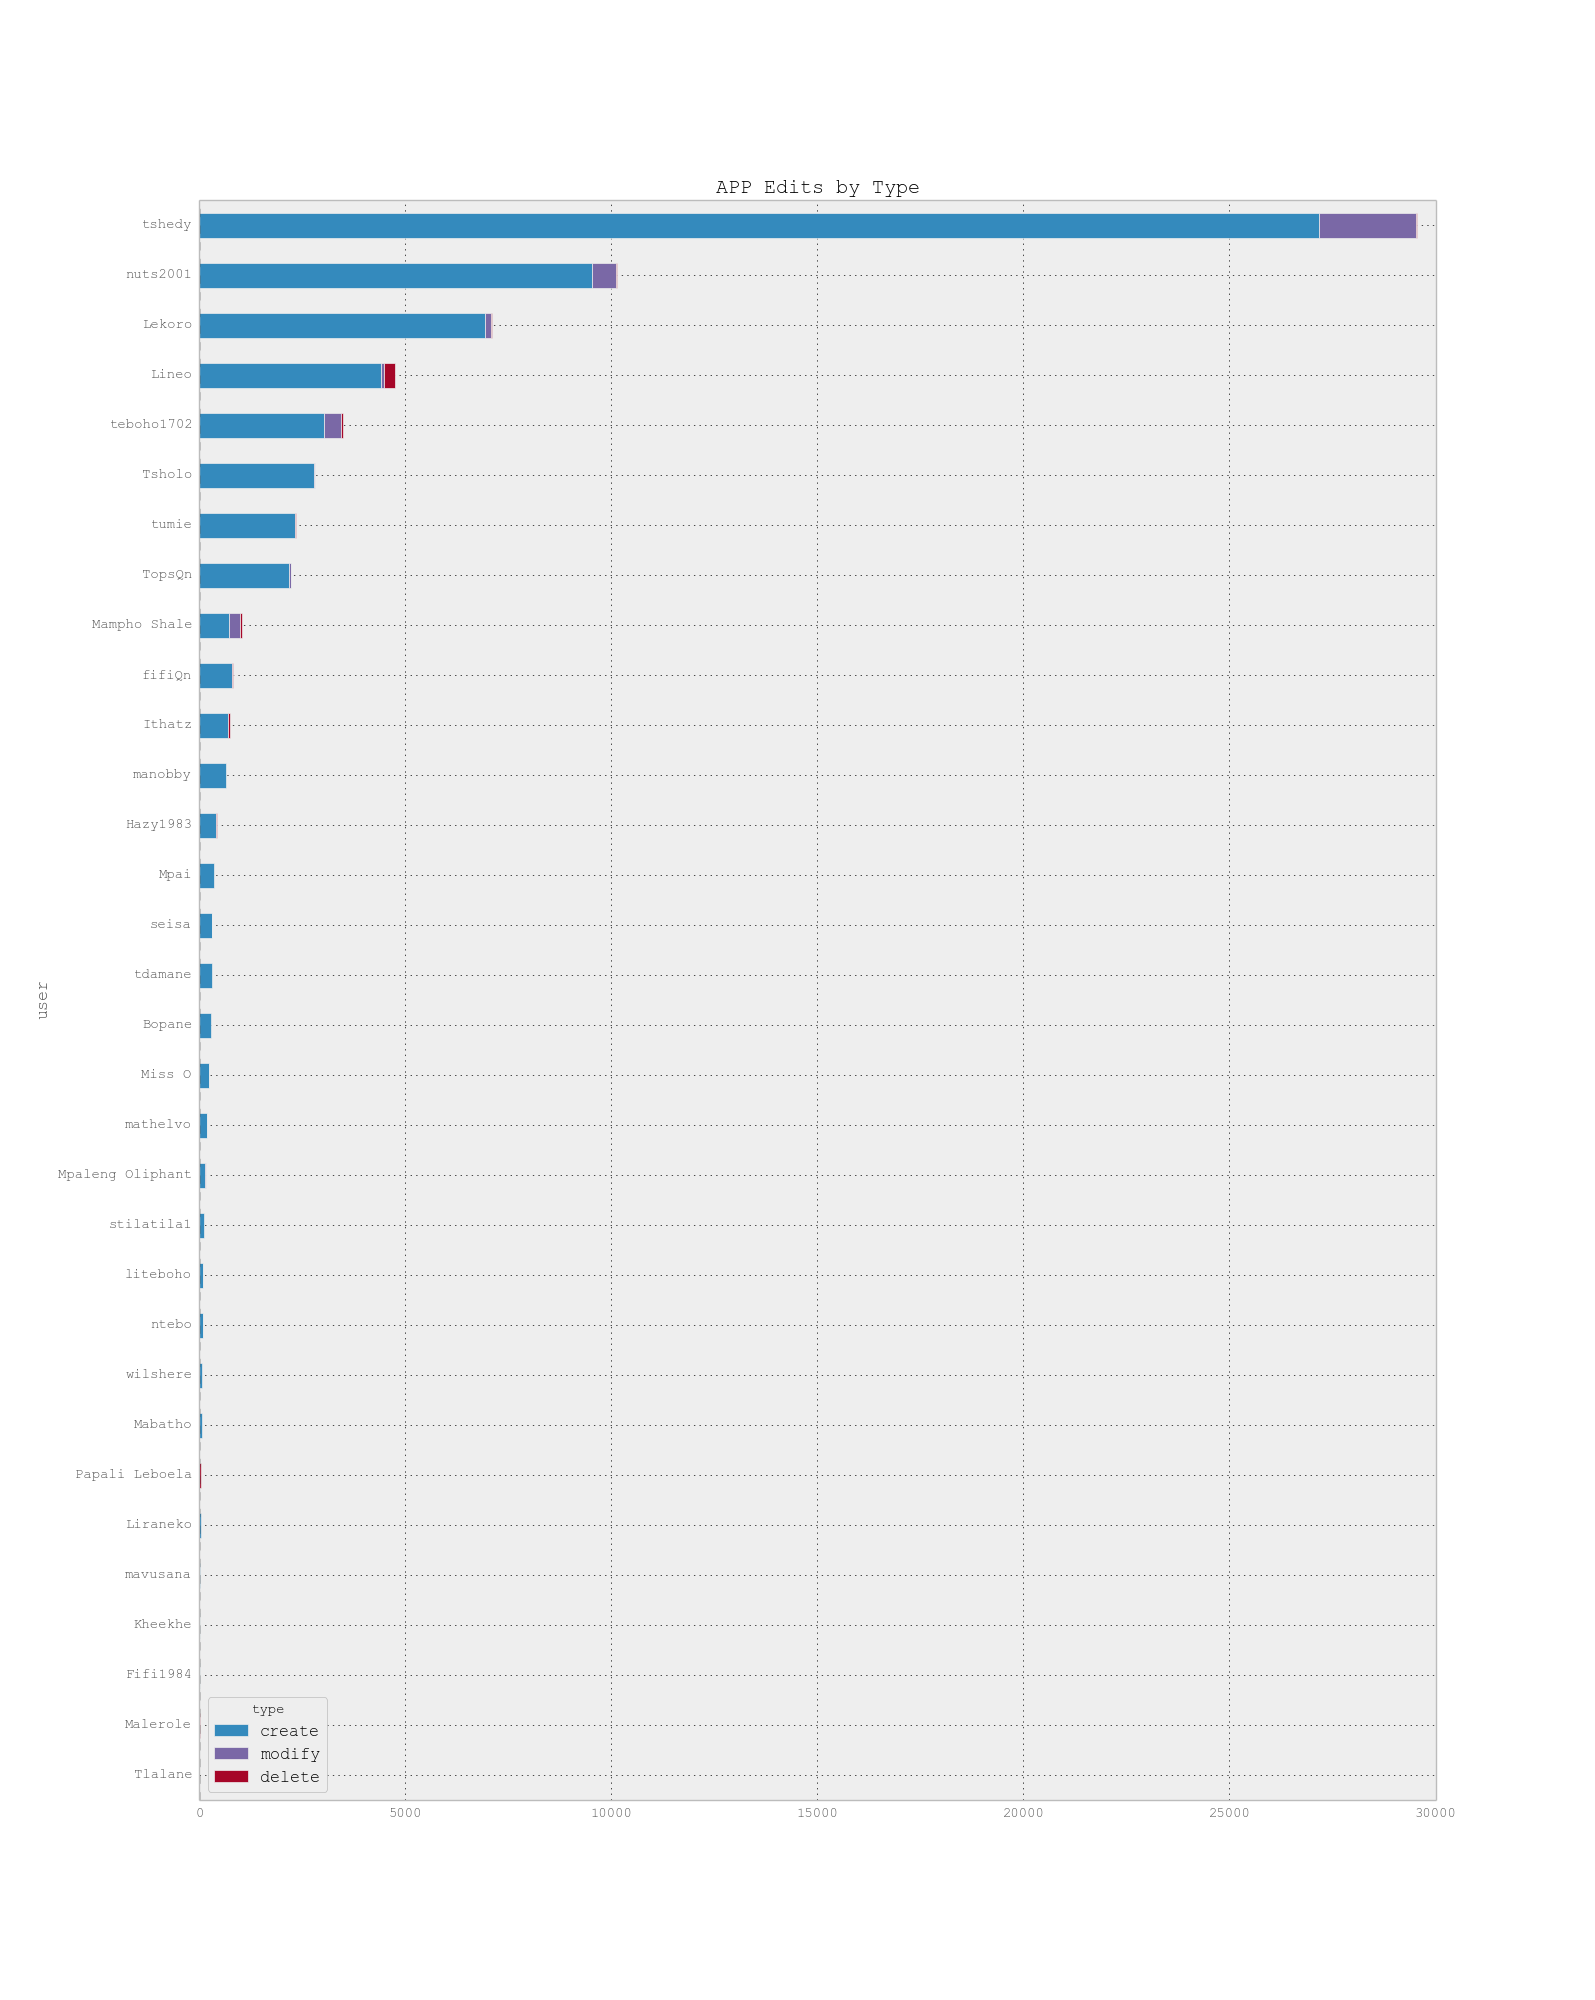 APP Edits by Type
tshedy
nuts2001
Lekoro
Lineo
teboho1702
Tsholo
tumie
TopsQn
Mampho Shale
fifiQn
Ithatz
manobby
Hazy1983
Mpai
seisa
tdamane
Bopane
Miss O
mathelvo
Mpaleng Oliphant
stilatila1
liteboho
ntebo
wilshere
Mabatho
Papali Leboela
Liraneko
mavusana
Kheekhe
Fifi1984
Malerole
Tlalane
user
type
create
modify
delete
0 5000 10000 15000 20000 25000 30000